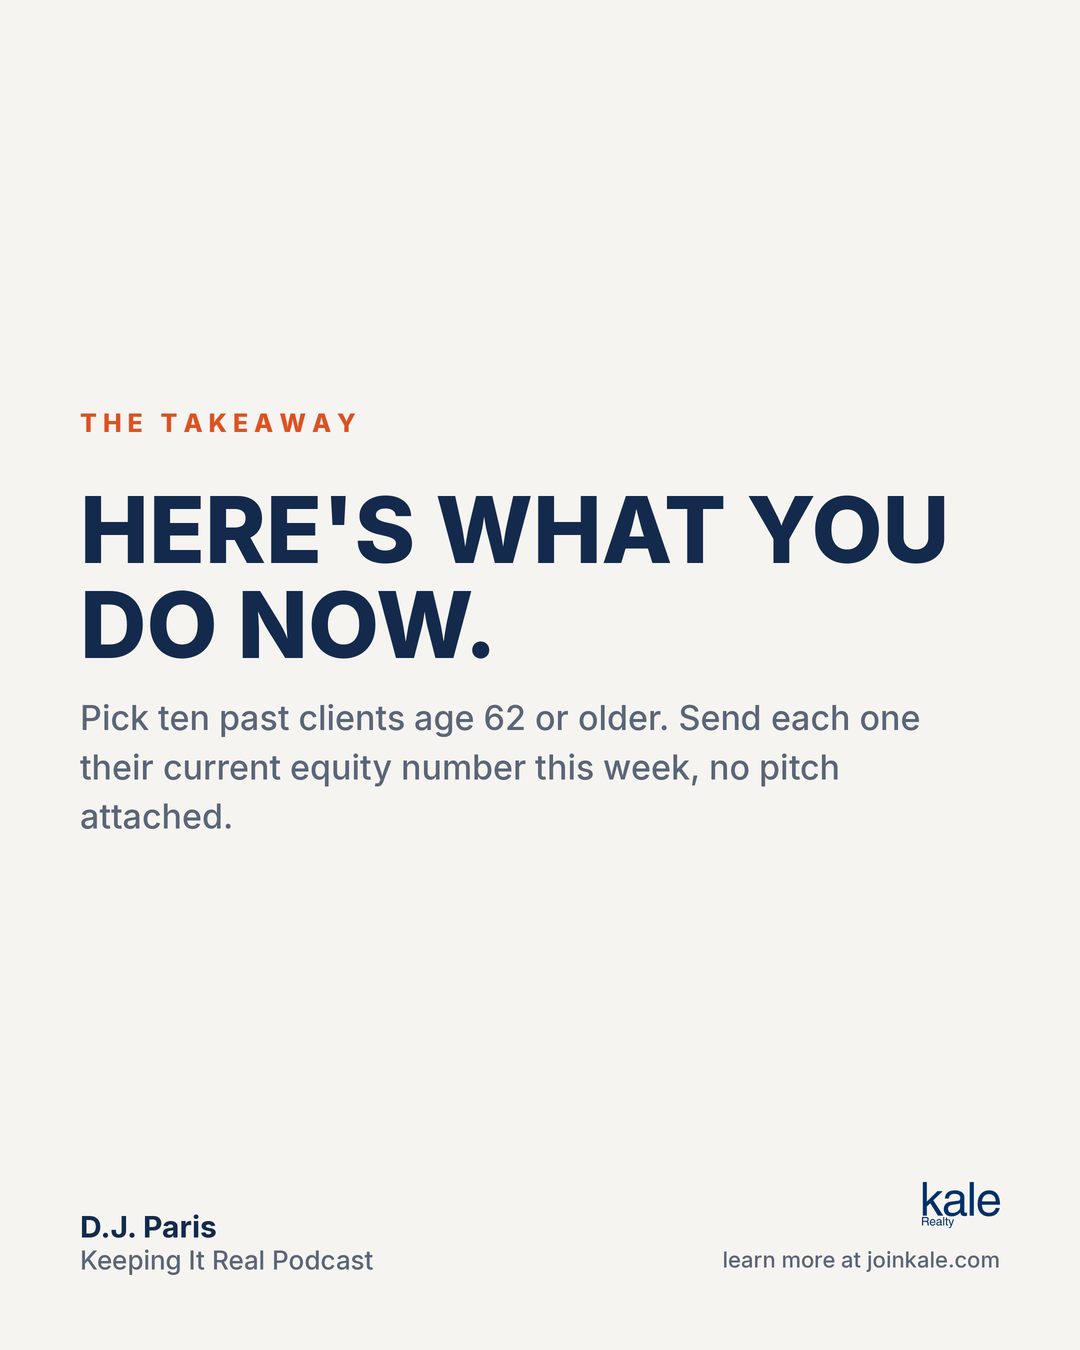 THE TAKEAWAY
HERE'S WHAT YOU
DO NOW.
Pick ten past clients age 62 or older. Send each one
their current equity number this week, no pitch
attached.
D.J. Paris
Keeping It Real Podcast
kale
Realty
learn more at joinkale.com